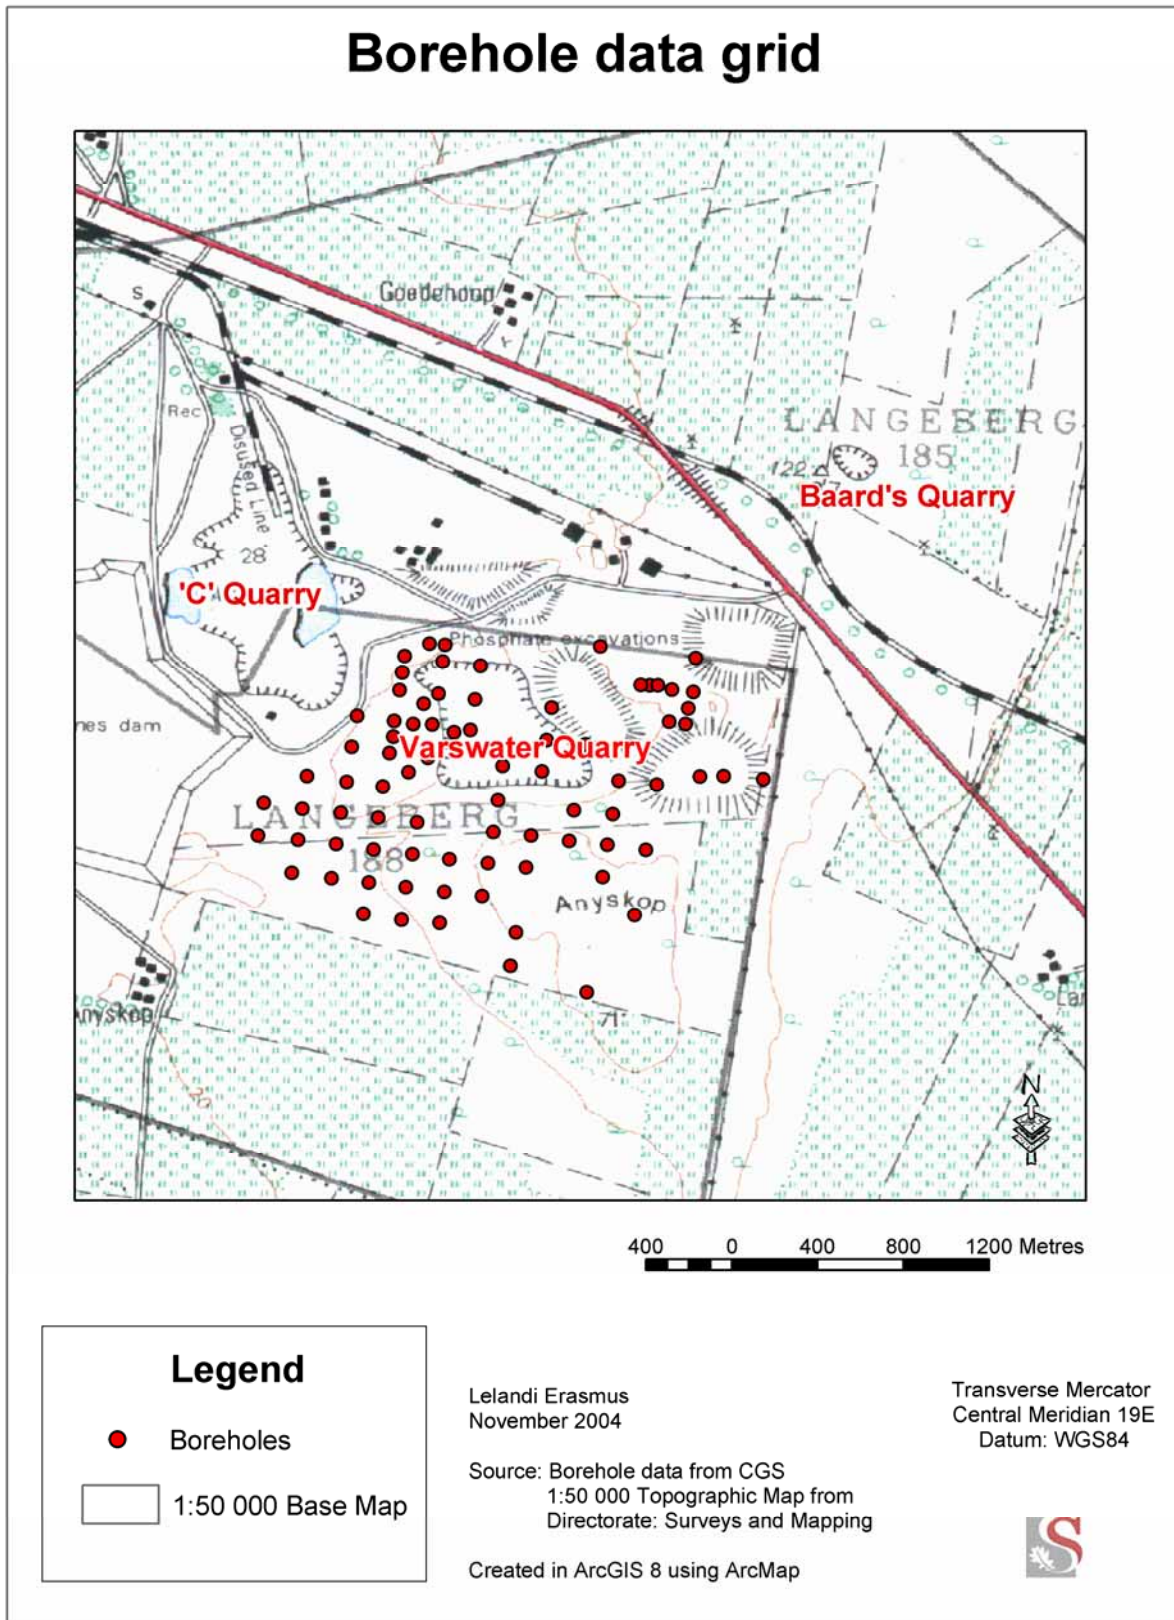 Borehole data grid
Goedehoop
S
r
Rec
Disused Line
LANGEBERG
185
122
Baard's Quarry
28
'C' Quarry
Phosphate excavations
nes dam
Varswater Quarry
LANGEBERG
188
Anyskop
Anyskop
71
Lan
20
N
400 0 400 800 1200 Metres
Legend
Boreholes
1:50 000 Base Map
Lelandi Erasmus
November 2004
Source: Borehole data from CGS
1:50 000 Topographic Map from
Directorate: Surveys and Mapping
Created in ArcGIS 8 using ArcMap
Transverse Mercator
Central Meridian 19E
Datum: WGS84
S